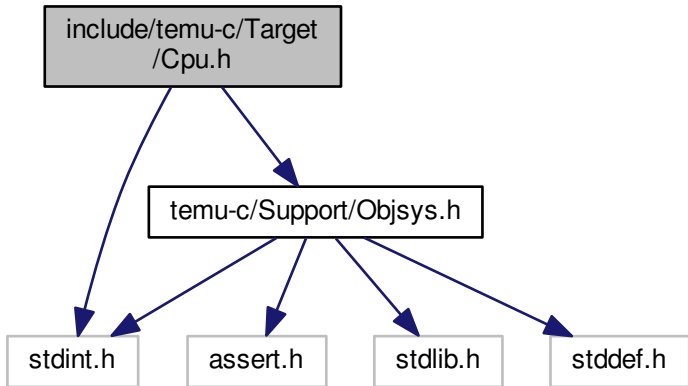 include/temu-c/Target
/Cpu.h
temu-c/Support/Objsys.h
stdint.h
assert.h
stdlib.h
stddef.h